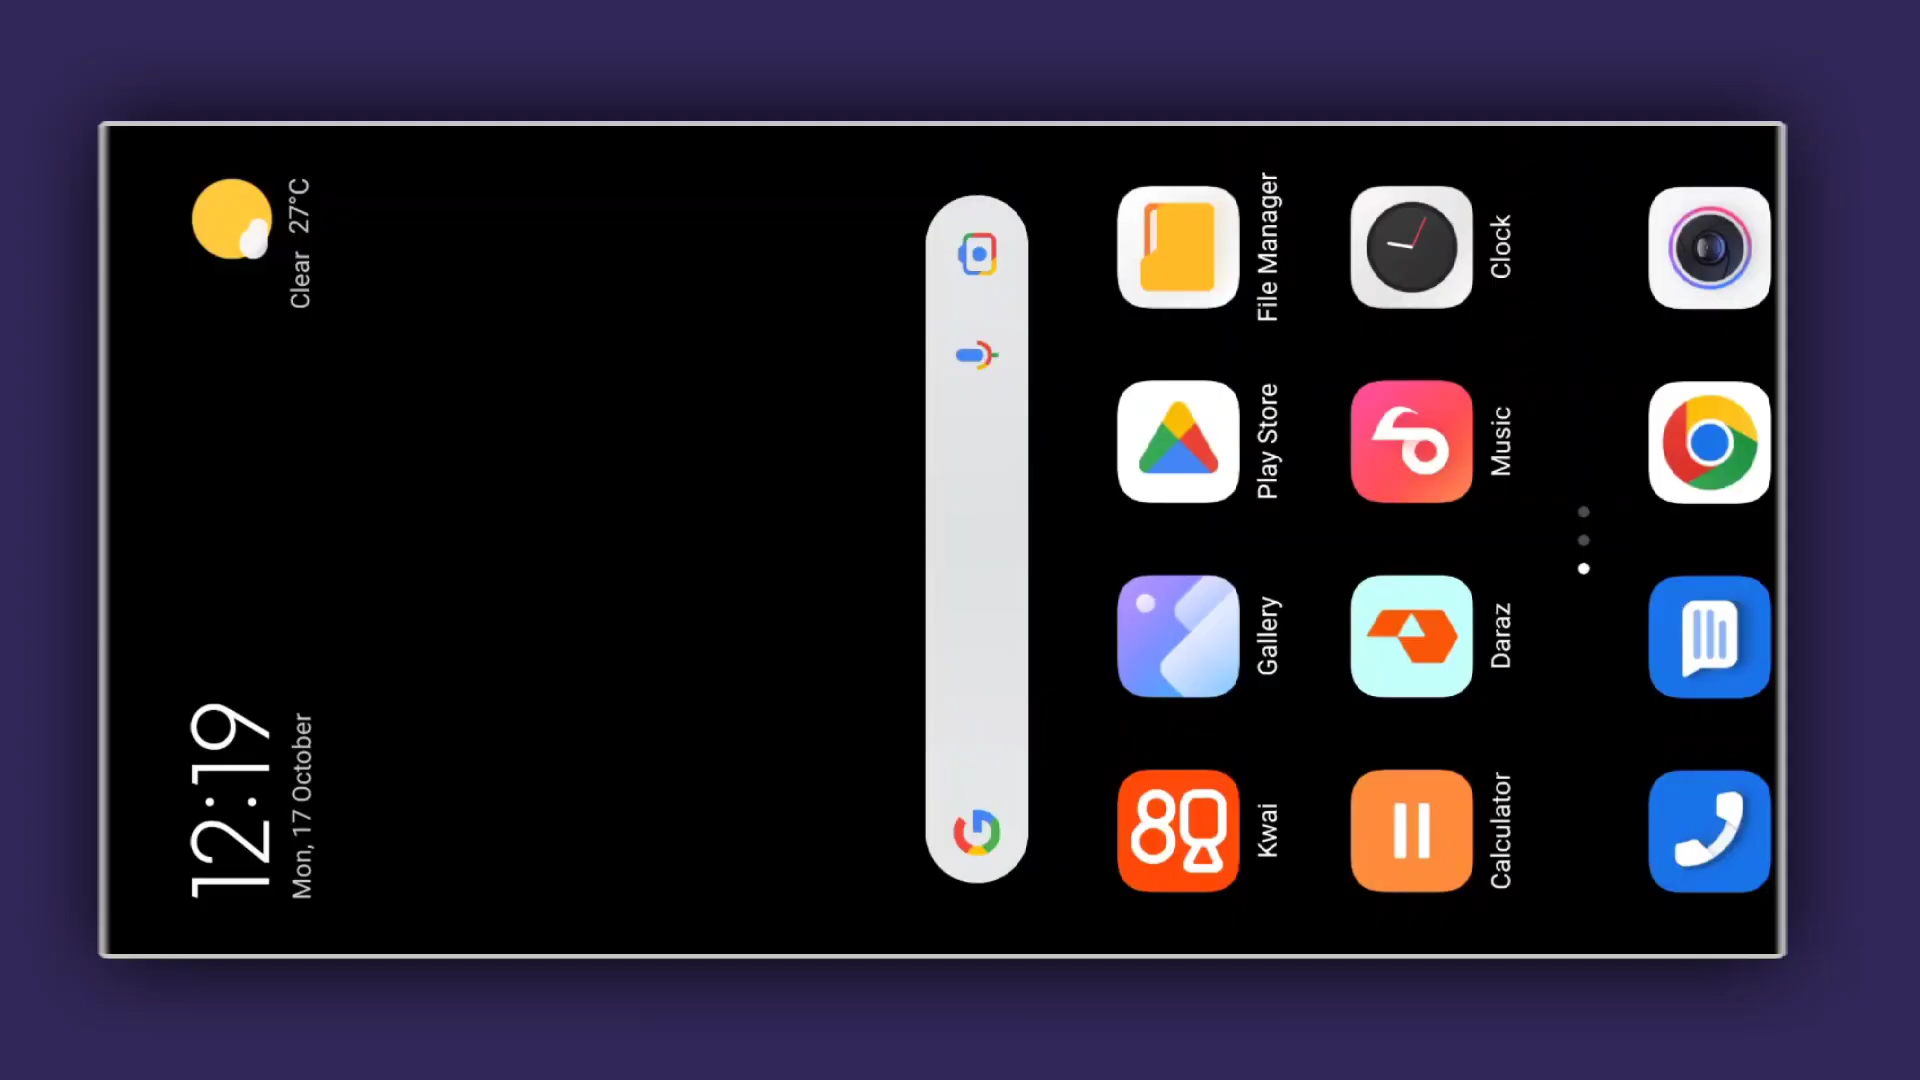 12:19
Mon, 17 October
Clear 27°C
Kwai
Gallery
Play Store
File Manager
Calculator
Daraz
Music
Clock